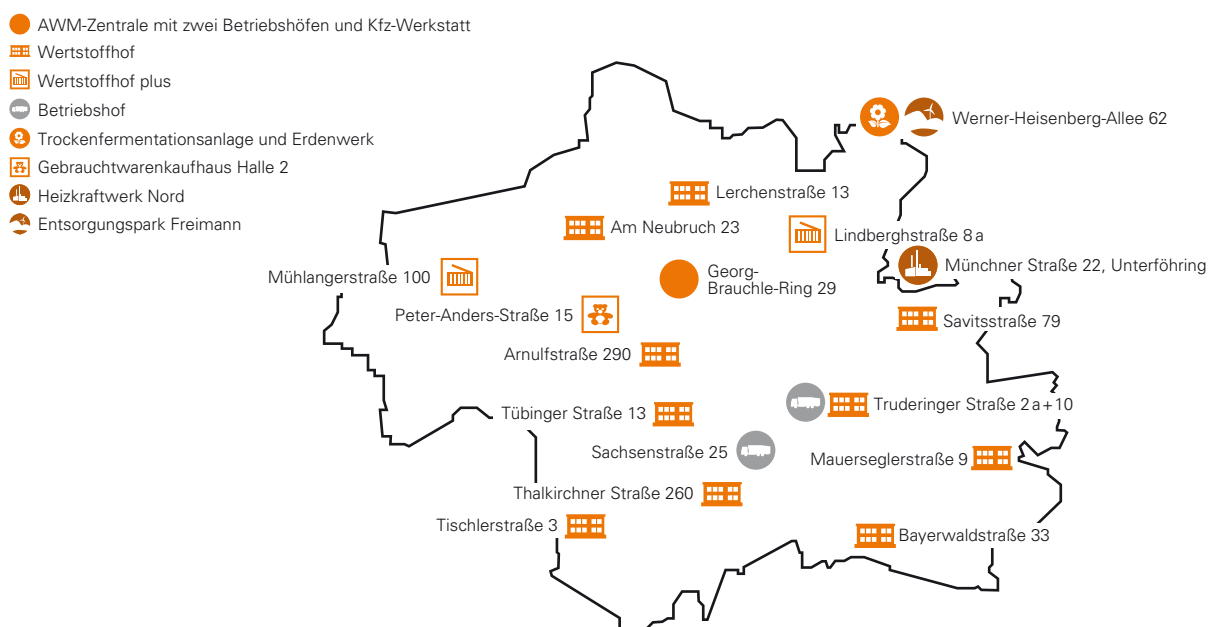 AWM-Zentrale mit zwei Betriebshöfen und Kfz-Werkstatt
Wertstoffhof
Wertstoffhof plus
Betriebshof
Trockenfermentationsanlage und Erdenwerk
Gebrauchtwarenkaufhaus Halle 2
Heizkraftwerk Nord
Entsorgungspark Freimann
Werner-Heisenberg-Allee 62
Lerchenstraße 13
Am Neubruch 23
Lindberghstraße 8 a
Mühlangerstraße 100
Georg-
Brauchle-Ring 29
Münchner Straße 22, Unterföhring
Peter-Anders-Straße 15
Savitsstraße 79
Arnulfstraße 290
Tübinger Straße 13
Truderinger Straße 2 a + 10
Sachsenstraße 25
Mauerseglerstraße 9
Thalkirchner Straße 260
Tischlerstraße 3
Bayerwaldstraße 33